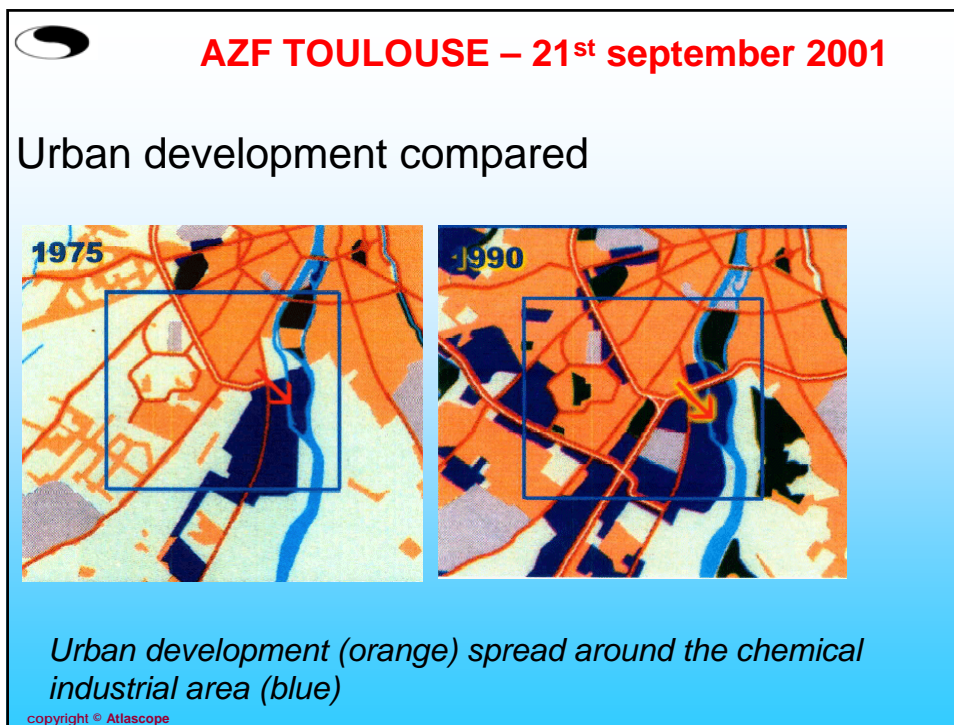 AZF TOULOUSE – 21st september 2001
Urban development compared
1975
1990
Urban development (orange) spread around the chemical
industrial area (blue)
copyright © Atlascope